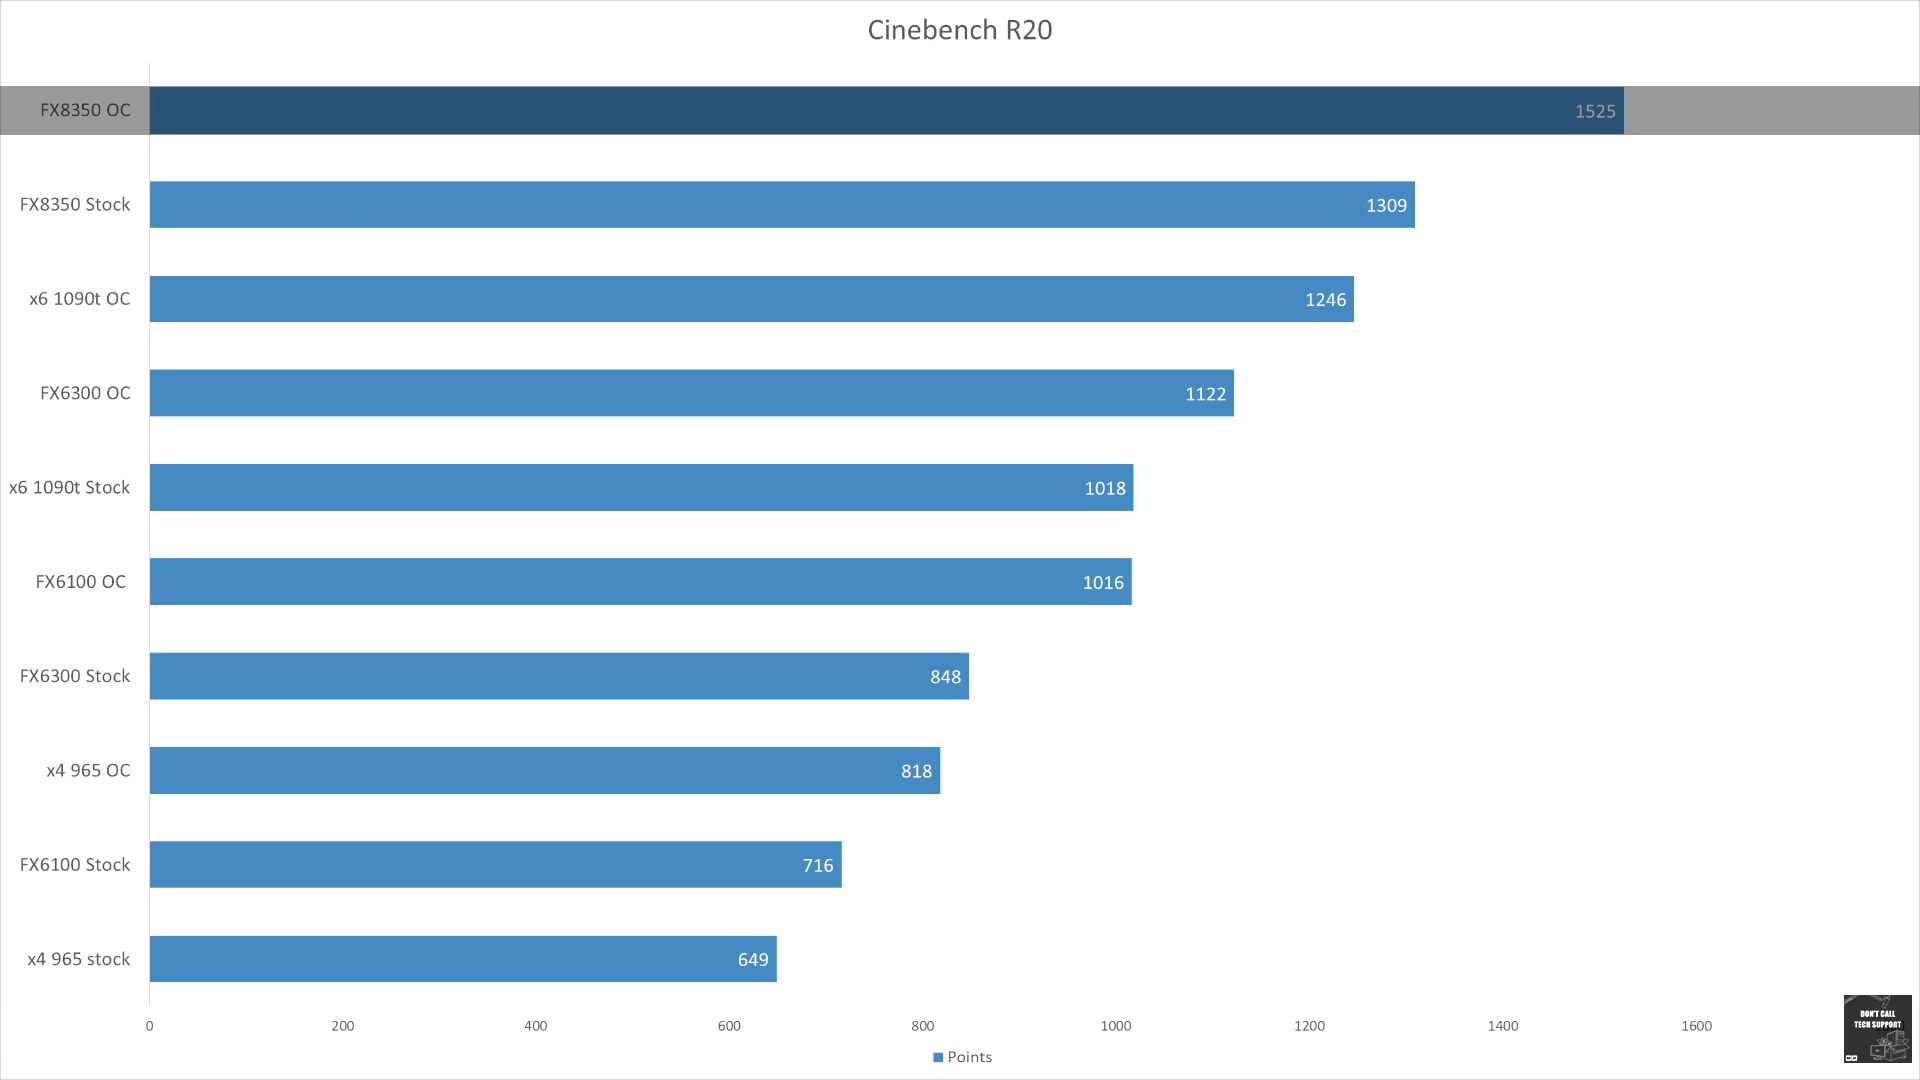 Cinebench R20
FX8350 OC 1525
FX8350 Stock 1309
x6 1090t OC 1246
FX6300 OC 1122
x6 1090t Stock 1018
FX6100 OC 1016
FX6300 Stock 848
x4 965 OC 818
FX6100 Stock 716
x4 965 stock 649
0 200 400 600 800 1000 1200 1400 1600
Points
DON'T CALL
TECH SUPPORT